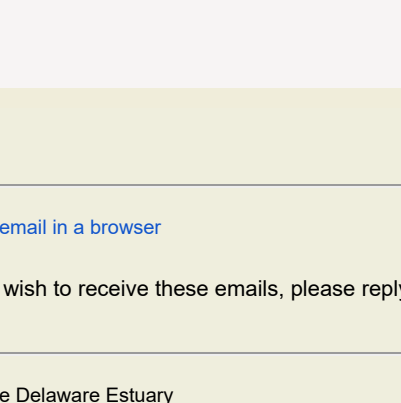 email in a browser
wish to receive these emails, please reply
Delaware Estuary